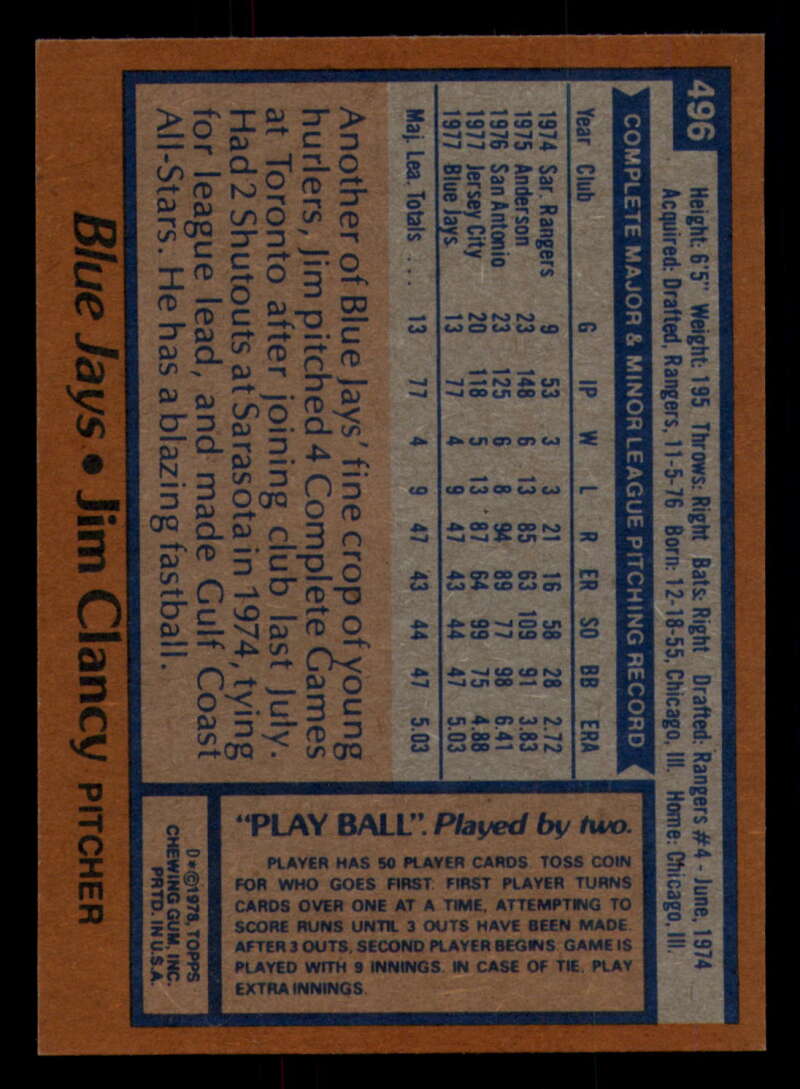 496
Height: 6'5" Weight: 195 Throws: Right Bats: Right Drafted: Rangers #4 - June, 1974
Acquired: Drafted, Rangers, 11-5-76 Born: 12-18-55, Chicago, Ill. Home: Chicago, Ill.
COMPLETE MAJOR & MINOR LEAGUE PITCHING RECORD
Year Club G IP W L R ER SO BB ERA
1974 Sar. Rangers 9 53 3 3 21 16 58 28 2.72
1975 Anderson 23 148 6 13 85 63 109 91 3.83
1976 San Antonio 23 125 6 8 94 89 77 98 6.41
1977 Jersey City 20 118 5 13 87 64 99 75 4.88
1977 Blue Jays 13 77 4 9 47 43 44 47 5.03
Maj. Lea. Totals .... 13 77 4 9 47 43 44 47 5.03
Another of Blue Jays' fine crop of young
hurlers, Jim pitched 4 Complete Games
at Toronto after joining club last July.
Had 2 Shutouts at Sarasota in 1974, tying
for league lead, and made Gulf Coast
All-Stars. He has a blazing fastball.
"PLAY BALL". Played by two.
PLAYER HAS 50 PLAYER CARDS. TOSS COIN
FOR WHO GOES FIRST. FIRST PLAYER TURNS
CARDS OVER ONE AT A TIME, ATTEMPTING TO
SCORE RUNS UNTIL 3 OUTS HAVE BEEN MADE.
AFTER 3 OUTS, SECOND PLAYER BEGINS. GAME IS
PLAYED WITH 9 INNINGS. IN CASE OF TIE, PLAY
EXTRA INNINGS.
D*©1978, TOPPS
CHEWING GUM, INC.
PRTD. IN U.S.A.
Blue Jays • Jim Clancy PITCHER